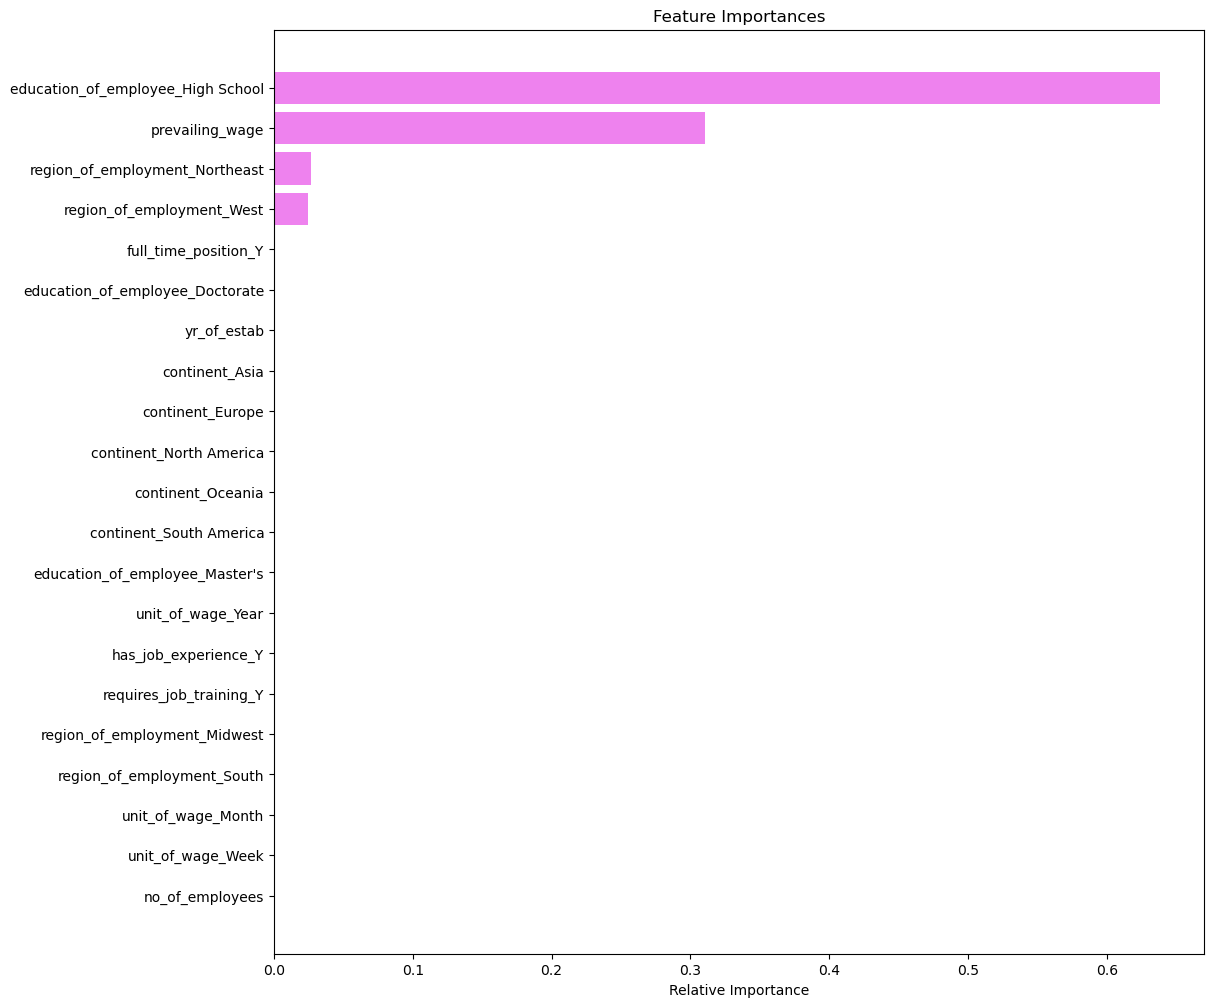 Feature Importances
education_of_employee_High School
prevailing_wage
region_of_employment_Northeast
region_of_employment_West
full_time_position_Y
education_of_employee_Doctorate
yr_of_estab
continent_Asia
continent_Europe
continent_North America
continent_Oceania
continent_South America
education_of_employee_Master's
unit_of_wage_Year
has_job_experience_Y
requires_job_training_Y
region_of_employment_Midwest
region_of_employment_South
unit_of_wage_Month
unit_of_wage_Week
no_of_employees
0.0 0.1 0.2 0.3 0.4 0.5 0.6
Relative Importance